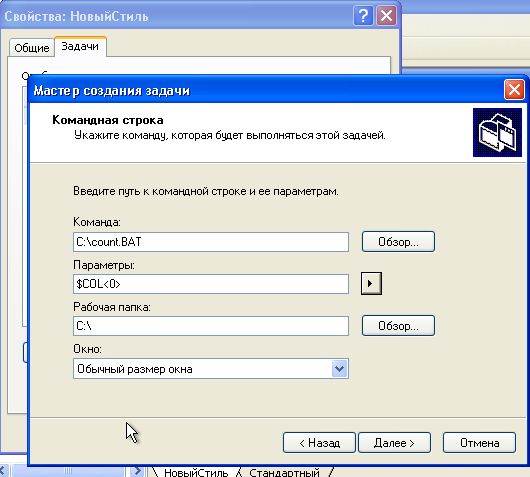 Свойства: НовыйСтиль
Общие
Задачи
Мастер создания задачи
Командная строка
Укажите команду, которая будет выполняться этой задачей.
Введите путь к командной строке и ее параметрам.
Команда:
C:\count.BAT
Обзор...
Параметры:
$COL<0>
Рабочая папка:
C:\
Обзор...
Окно:
Обычный размер окна
< Назад
Далее >
Отмена
НовыйСтиль
Стандартный